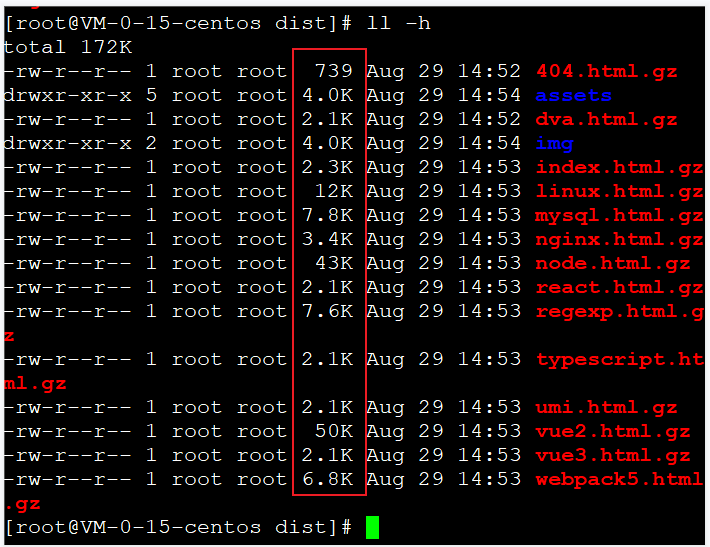 [root@VM-0-15-centos dist]# ll -h
total 172K
-rw-r--r-- 1 root root  739 Aug 29 14:52 404.html.gz
drwxr-xr-x 5 root root 4.0K Aug 29 14:54 assets
-rw-r--r-- 1 root root 2.1K Aug 29 14:52 dva.html.gz
drwxr-xr-x 2 root root 4.0K Aug 29 14:54 img
-rw-r--r-- 1 root root 2.3K Aug 29 14:53 index.html.gz
-rw-r--r-- 1 root root  12K Aug 29 14:53 linux.html.gz
-rw-r--r-- 1 root root 7.8K Aug 29 14:53 mysql.html.gz
-rw-r--r-- 1 root root 3.4K Aug 29 14:53 nginx.html.gz
-rw-r--r-- 1 root root  43K Aug 29 14:53 node.html.gz
-rw-r--r-- 1 root root 2.1K Aug 29 14:53 react.html.gz
-rw-r--r-- 1 root root 7.6K Aug 29 14:53 regexp.html.g
z
-rw-r--r-- 1 root root 2.1K Aug 29 14:53 typescript.ht
ml.gz
-rw-r--r-- 1 root root 2.1K Aug 29 14:53 umi.html.gz
-rw-r--r-- 1 root root  50K Aug 29 14:53 vue2.html.gz
-rw-r--r-- 1 root root 2.1K Aug 29 14:53 vue3.html.gz
-rw-r--r-- 1 root root 6.8K Aug 29 14:53 webpack5.html
.gz
[root@VM-0-15-centos dist]#